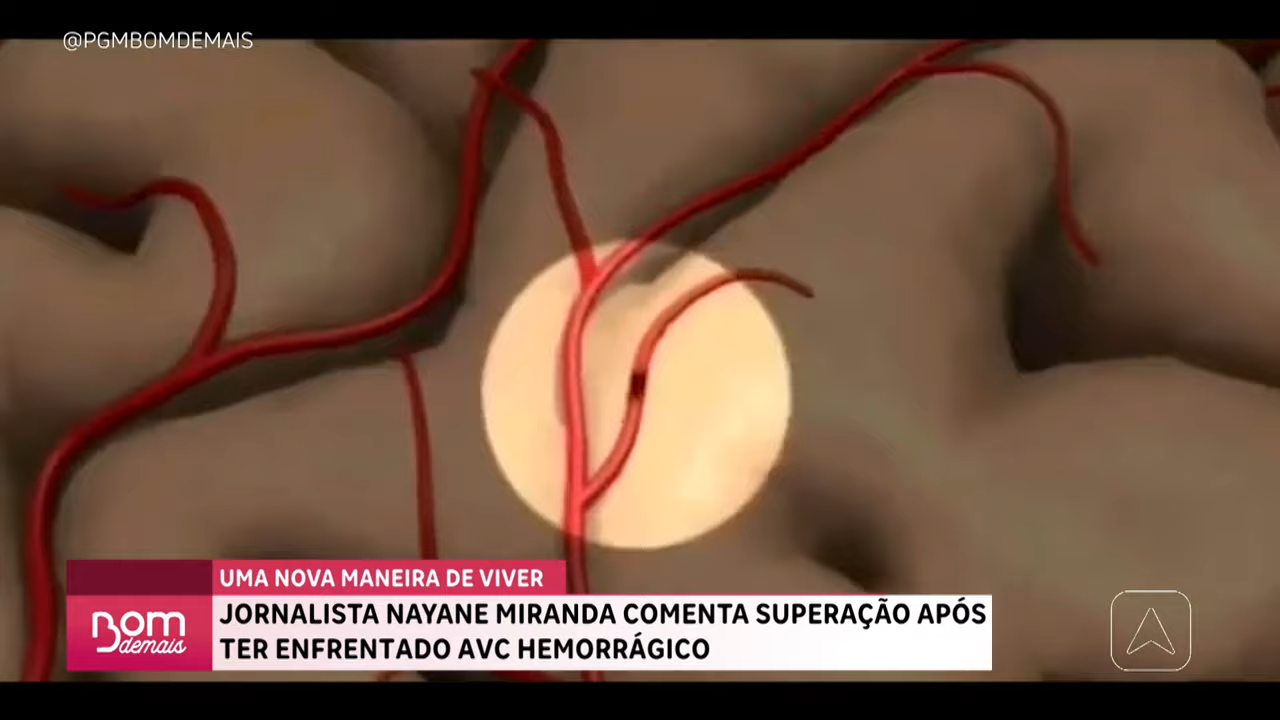 @PGMBOMDEMAIS
UMA NOVA MANEIRA DE VIVER
Bom
demais
JORNALISTA NAYANE MIRANDA COMENTA SUPERAÇÃO APÓS
TER ENFRENTADO AVC HEMORRÁGICO